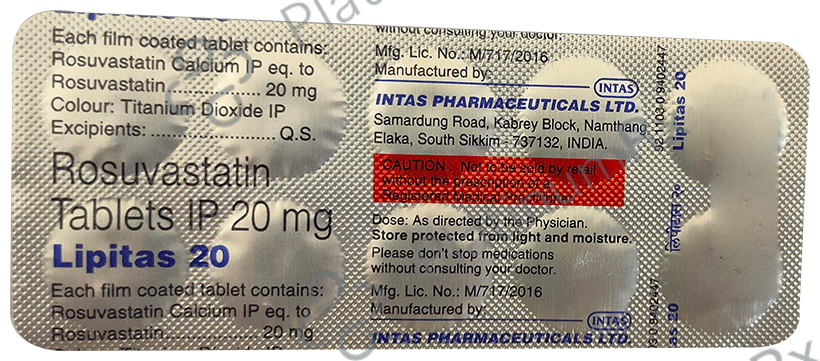 Each film coated tablet contains:
Rosuvastatin Calcium IP eq. to
Rosuvastatin................. 20 mg
Colour: Titanium Dioxide IP
Excipients: ...................... Q.S.
Rosuvastatin
Tablets IP 20 mg
Lipitas 20
Each film coated tablet contains:
Rosuvastatin Calcium IP eq. to
Rosuvastatin................. 20 mg
without consulting your doctor.
Mfg. Lic. No.: M/717/2016
Manufactured by:
INTAS
INTAS PHARMACEUTICALS LTD.
Samardung Road, Kabrey Block, Namthang
Elaka, South Sikkim - 737132, INDIA.
CAUTION : Not to be sold by retail
without the prescription of a
Registered Medical Practitioner.
Dose: As directed by the Physician.
Store protected from light and moisture.
Please don't stop medications
without consulting your doctor.
Mfg. Lic. No.: M/717/2016
Manufactured by:
INTAS
INTAS PHARMACEUTICALS LTD.
Lipitas 20
लिपीटास २०
as 20